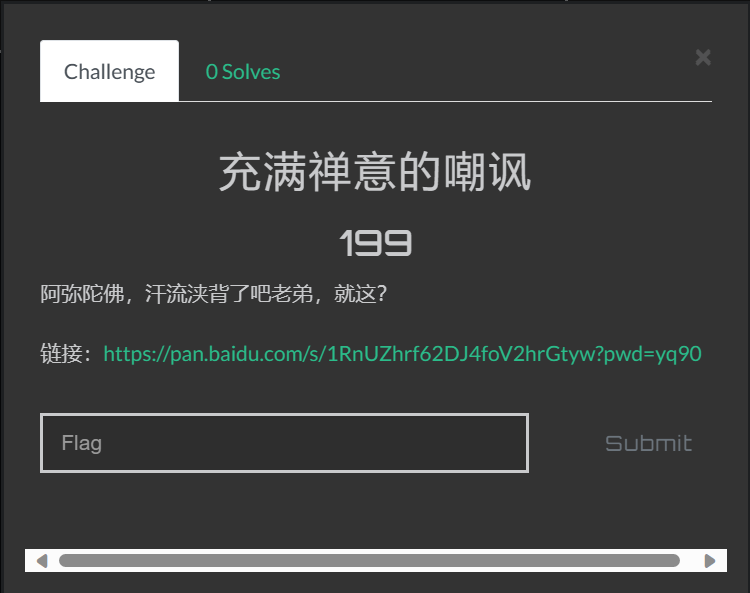 Challenge
0 Solves
×
充满禅意的嘲讽
199
阿弥陀佛，汗流浃背了吧老弟，就这？
链接：https://pan.baidu.com/s/1RnUZhrf62DJ4foV2hrGtyw?pwd=yq90
Flag
Submit